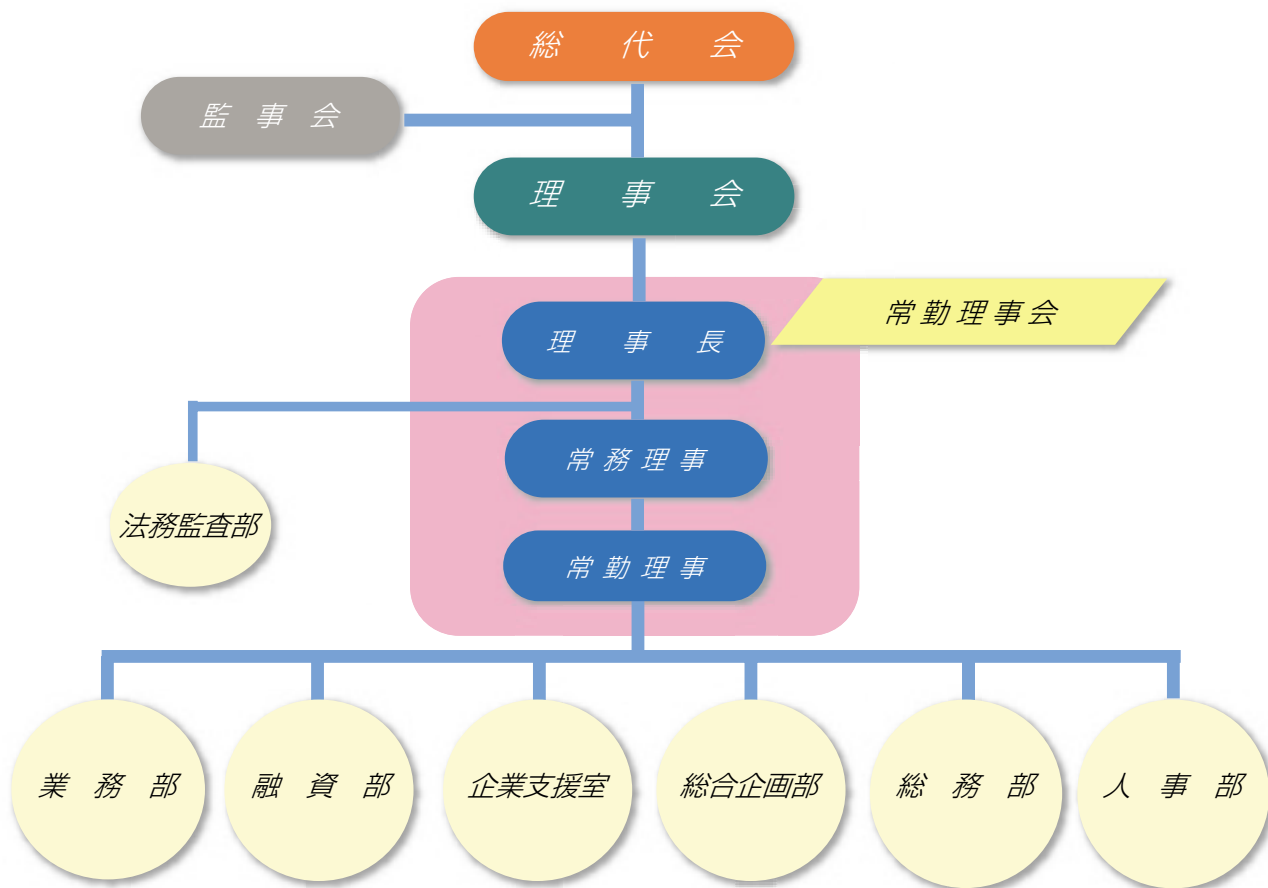 総代会
監事会
理事会
常勤理事会
理事長
常務理事
法務監査部
常勤理事
業務部
融資部
企業支援室
総合企画部
総務部
人事部